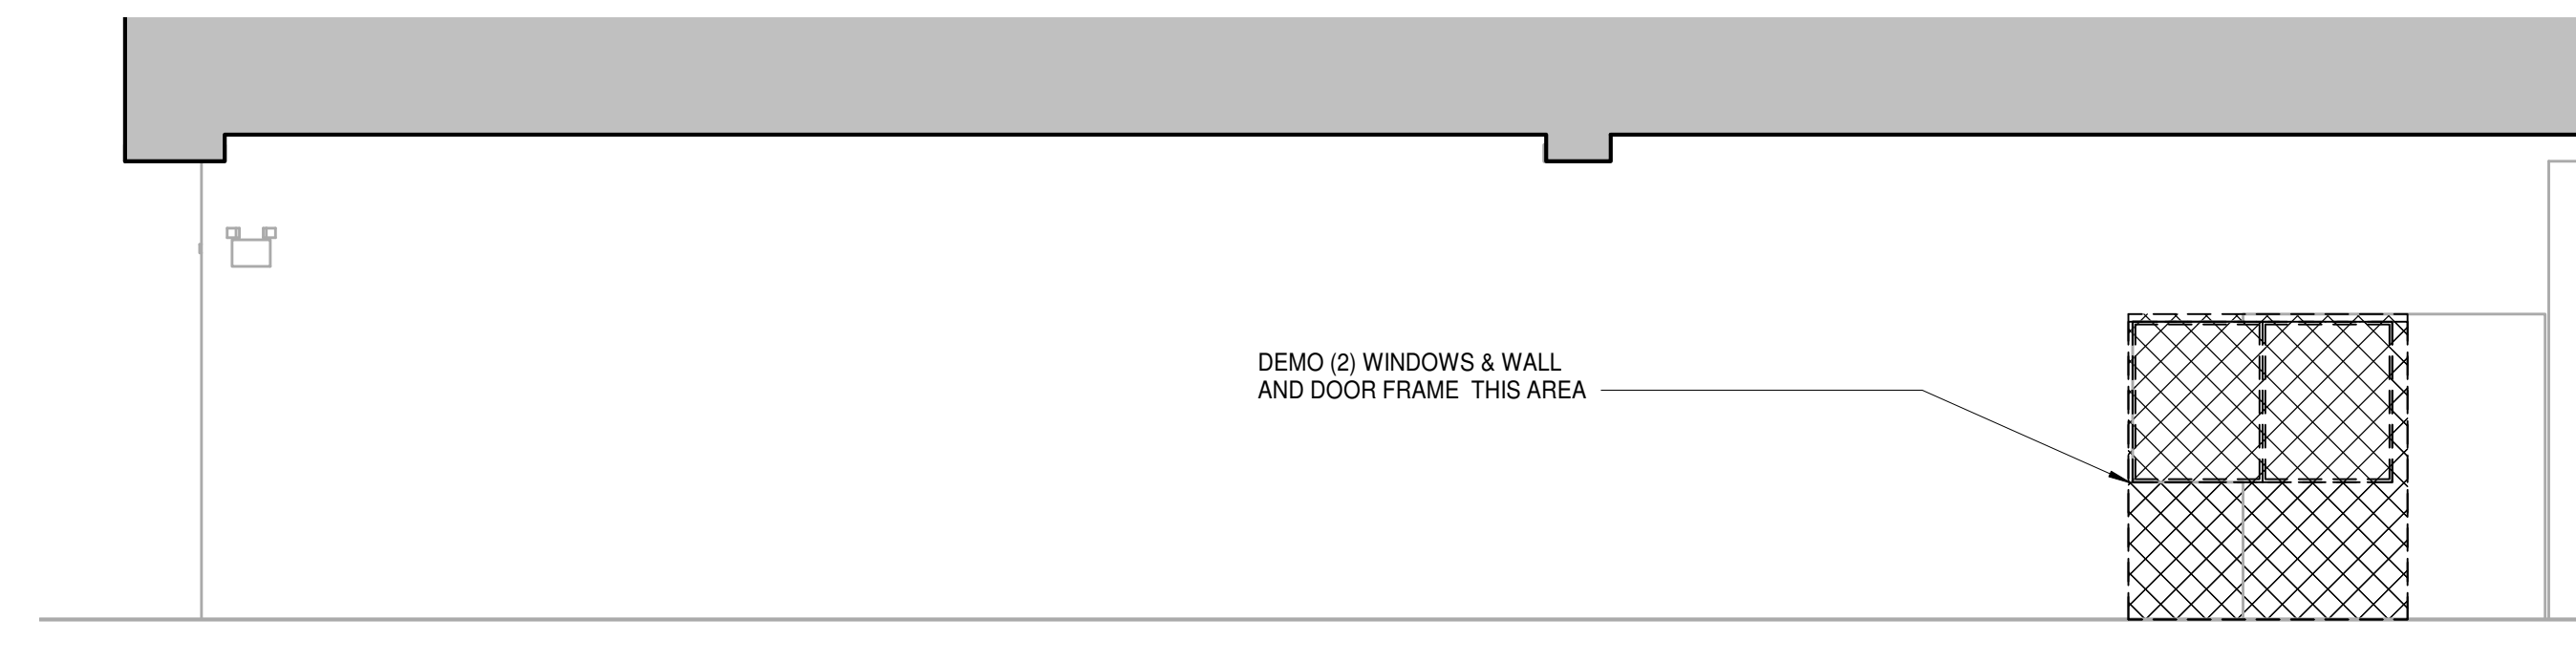 DEMO (2) WINDOWS & WALL
AND DOOR FRAME  THIS AREA